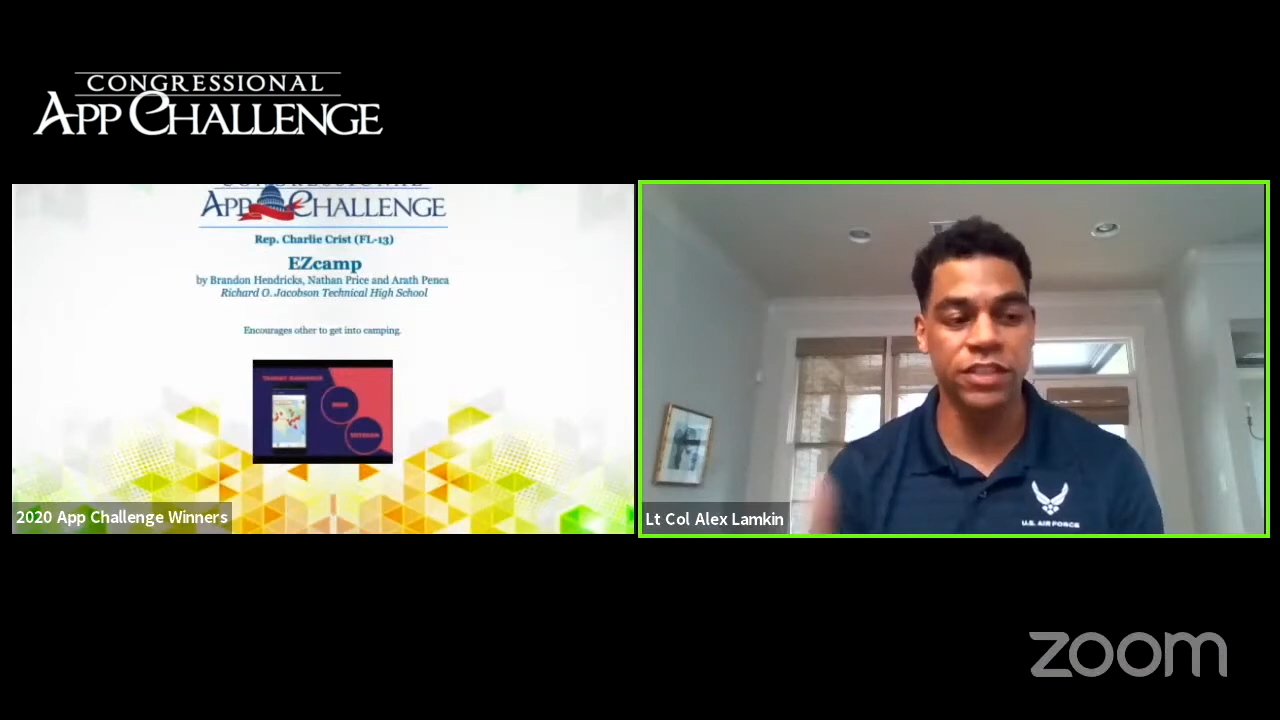 CONGRESSIONAL
APP CHALLENGE
APP CHALLENGE
Rep. Charlie Crist (FL-13)
EZcamp
by Brandon Hendricks, Nathan Price and Arath Penca
Richard O. Jacobson Technical High School
Encourages other to get into camping.
2020 App Challenge Winners
Lt Col Alex Lamkin
U.S. AIR FORCE
zoom